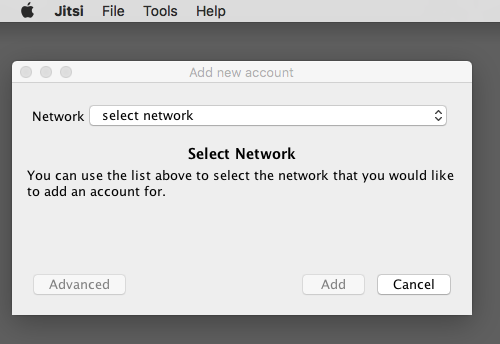 Jitsi File Tools Help
Add new account
Network select network
Select Network
You can use the list above to select the network that you would like
to add an account for.
Advanced Add Cancel